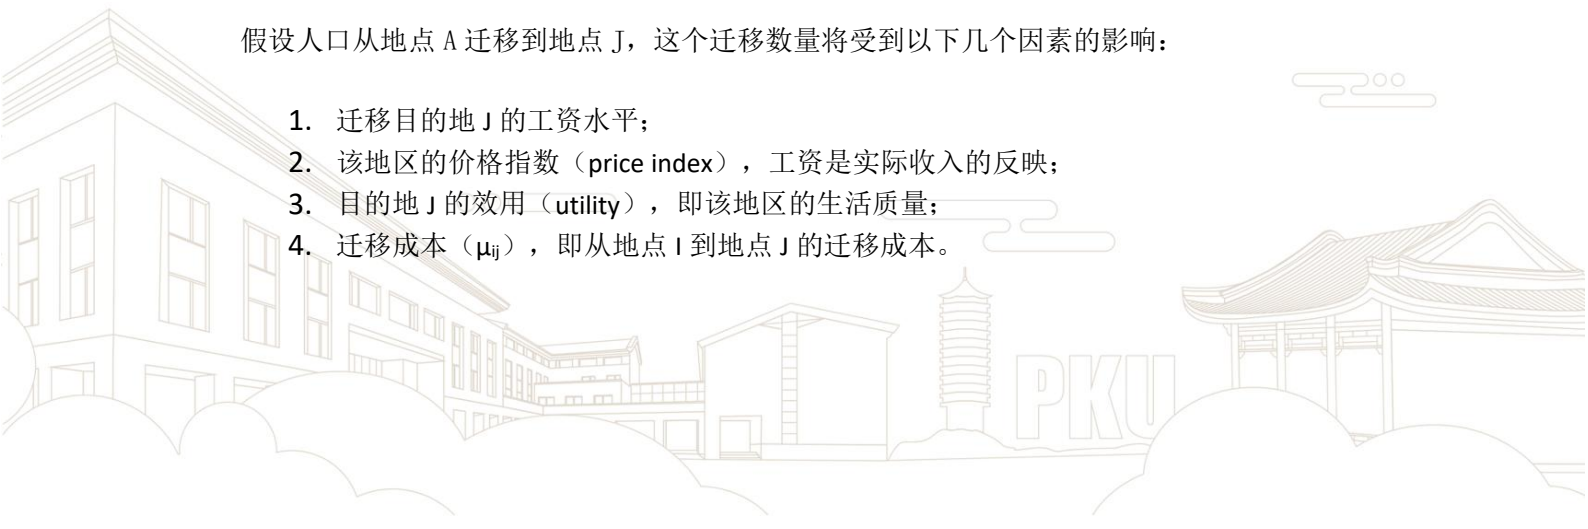 假设人口从地点 A 迁移到地点 J，这个迁移数量将受到以下几个因素的影响：
1. 迁移目的地 J 的工资水平；
2. 该地区的价格指数（price index），工资是实际收入的反映；
3. 目的地 J 的效用（utility），即该地区的生活质量；
4. 迁移成本（μij），即从地点 I 到地点 J 的迁移成本。
PKU